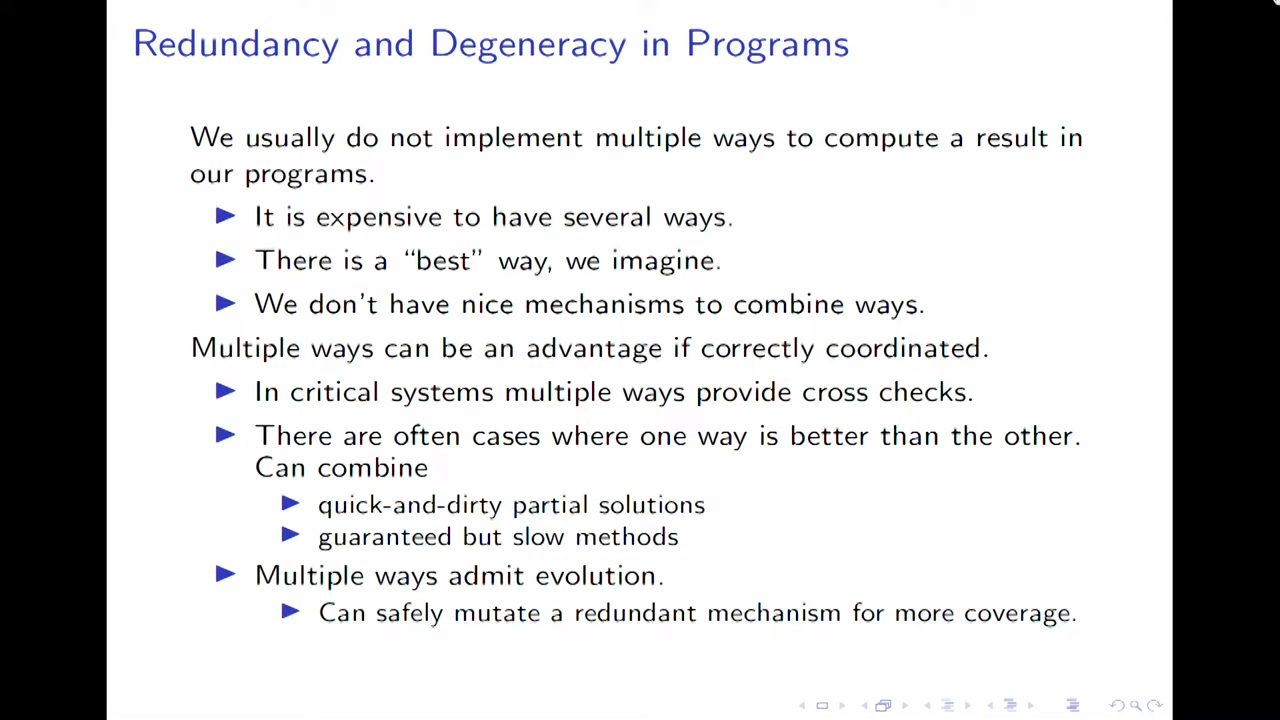 Redundancy and Degeneracy in Programs
We usually do not implement multiple ways to compute a result in
our programs.
It is expensive to have several ways.
There is a “best” way, we imagine.
We don't have nice mechanisms to combine ways.
Multiple ways can be an advantage if correctly coordinated.
In critical systems multiple ways provide cross checks.
There are often cases where one way is better than the other.
Can combine
quick-and-dirty partial solutions
guaranteed but slow methods
Multiple ways admit evolution.
Can safely mutate a redundant mechanism for more coverage.